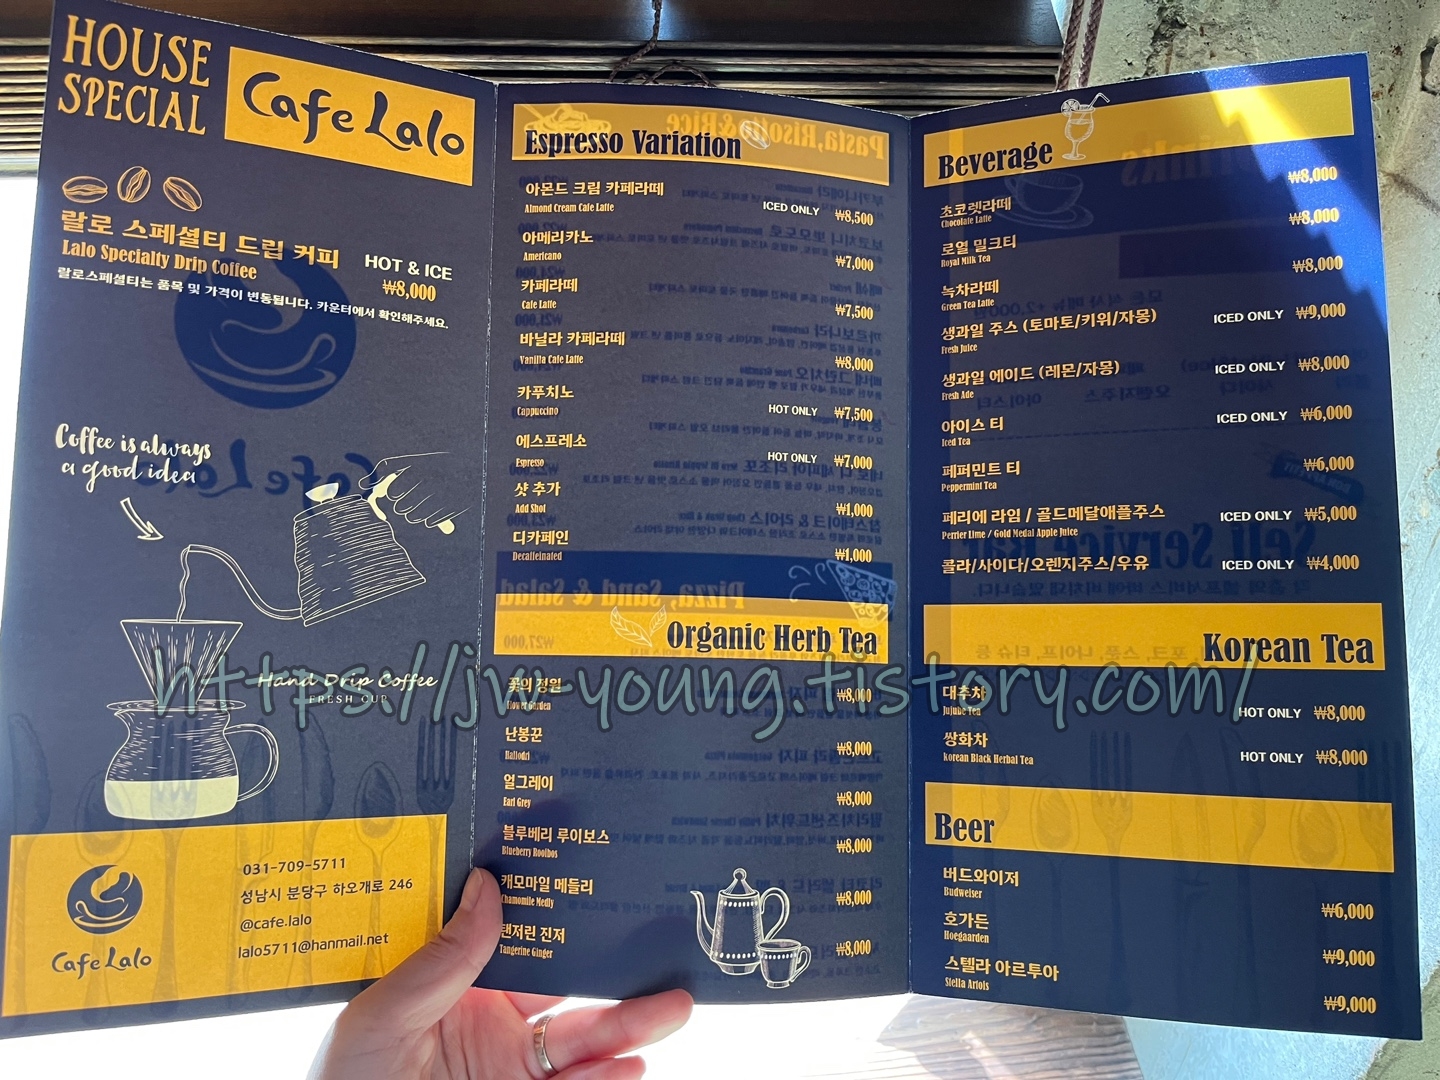 HOUSE
SPECIAL
Cafe Lalo
랄로 스페셜티 드립 커피
Lalo Specialty Drip Coffee
HOT & ICE
₩8,000
랄로스페셜티는 품목 및 가격이 변동됩니다. 카운터에서 확인해주세요.
Coffee is always
a good idea
Hand Drip Coffee
FRESH CUP
Cafe Lalo
031-709-5711
성남시 분당구 하오개로 246
@cafe.lalo
lalo5711@hanmail.net
Espresso Variation
아몬드 크림 카페라떼
Almond Cream Cafe Latte
ICED ONLY ₩8,500
아메리카노
Americano
₩7,000
카페라떼
Cafe Latte
₩7,500
바닐라 카페라떼
Vanilla Cafe Latte
₩8,000
카푸치노
Cappuccino
HOT ONLY ₩7,500
에스프레소
Espresso
HOT ONLY ₩7,000
샷 추가
Add Shot
₩1,000
디카페인
Decaffeinated
₩1,000
Organic Herb Tea
꽃의 정원
Flower Garden
₩8,000
난봉꾼
Hallodri
₩8,000
얼그레이
Earl Grey
₩8,000
블루베리 루이보스
Blueberry Rooibos
₩8,000
캐모마일 메들리
Chamomile Medly
₩8,000
탠저린 진저
Tangerine Ginger
₩8,000
Beverage
₩8,000
초코렛라떼
Chocolate Latte
₩8,000
로열 밀크티
Royal Milk Tea
₩8,000
녹차라떼
Green Tea Latte
생과일 주스 (토마토/키위/자몽)
Fresh Juice
ICED ONLY ₩9,000
생과일 에이드 (레몬/자몽)
Fresh Ade
ICED ONLY ₩8,000
아이스 티
Iced Tea
ICED ONLY ₩6,000
페퍼민트 티
Peppermint Tea
₩6,000
페리에 라임 / 골드메달애플주스
Perrier Lime / Gold Medal Apple Juice
ICED ONLY ₩5,000
콜라/사이다/오렌지주스/우유
ICED ONLY ₩4,000
Korean Tea
대추차
Jujube Tea
HOT ONLY ₩8,000
쌍화차
korean Black Herbal Tea
HOT ONLY ₩8,000
Beer
버드와이저
Budweiser
₩6,000
호가든
Hoegaarden
₩9,000
스텔라 아르투아
Stella Artois
₩9,000
https://jvi-young.tistory.com/